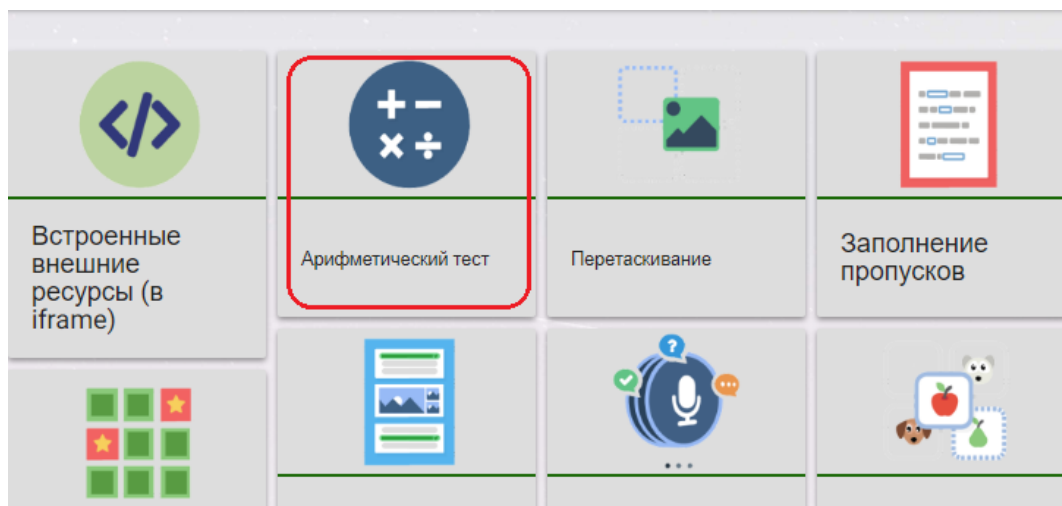 Встроенные
внешние
ресурсы (в
iframe)
Арифметический тест
Перетаскивание
Заполнение
пропусков